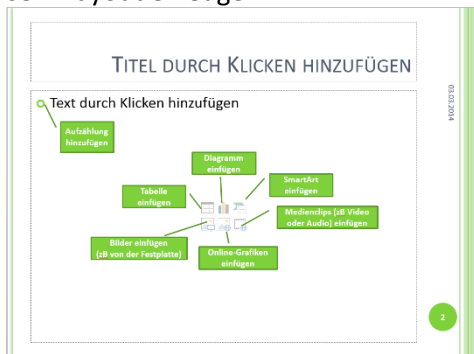 TITEL DURCH KLICKEN HINZUFÜGEN
03.03.2014
Text durch Klicken hinzufügen
Aufzählung
hinzufügen
Diagramm
einfügen
SmartArt
einfügen
Tabelle
einfügen
Medienclips (zB Video
oder Audio) einfügen
Bilder einfügen
(zB von der Festplatte)
Online-Grafiken
einfügen
2